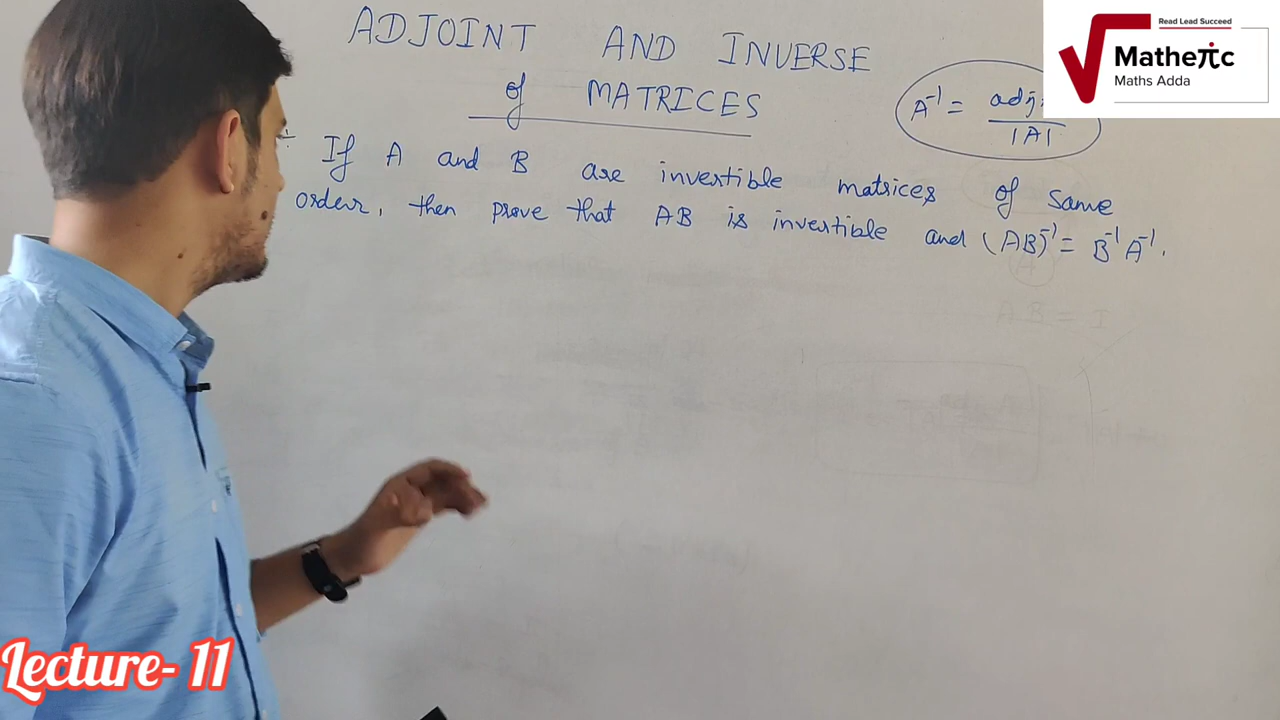 ADJOINT AND INVERSE
of MATRICES
A⁻¹ = adj
|A|
If A and B are invertible matrices of same
order, then prove that AB is invertible and (AB)⁻¹ = B⁻¹A⁻¹.
AB = I
Read Lead Succeed
Matheπc
Maths Adda
Lecture- 11